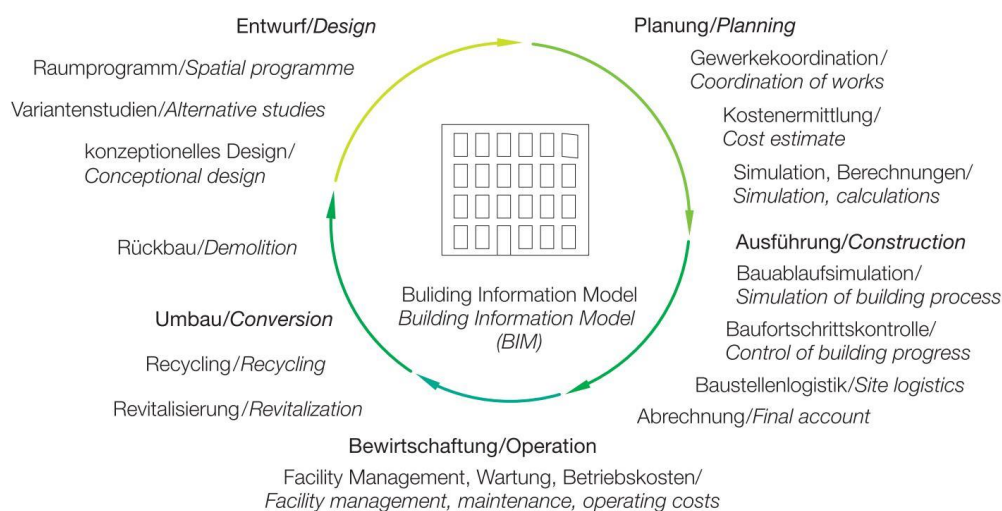 Entwurf/Design
Raumprogramm/Spatial programme
Variantenstudien/Alternative studies
konzeptionelles Design/
Conceptional design
Rückbau/Demolition
Umbau/Conversion
Recycling/Recycling
Revitalisierung/Revitalization
Planung/Planning
Gewerkekoordination/
Coordination of works
Kostenermittlung/
Cost estimate
Simulation, Berechnungen/
Simulation, calculations
Ausführung/Construction
Bauablaufsimulation/
Simulation of building process
Baufortschrittskontrolle/
Control of building progress
Baustellenlogistik/Site logistics
Abrechnung/Final account
Buliding Information Model
Building Information Model
(BIM)
Bewirtschaftung/Operation
Facility Management, Wartung, Betriebskosten/
Facility management, maintenance, operating costs